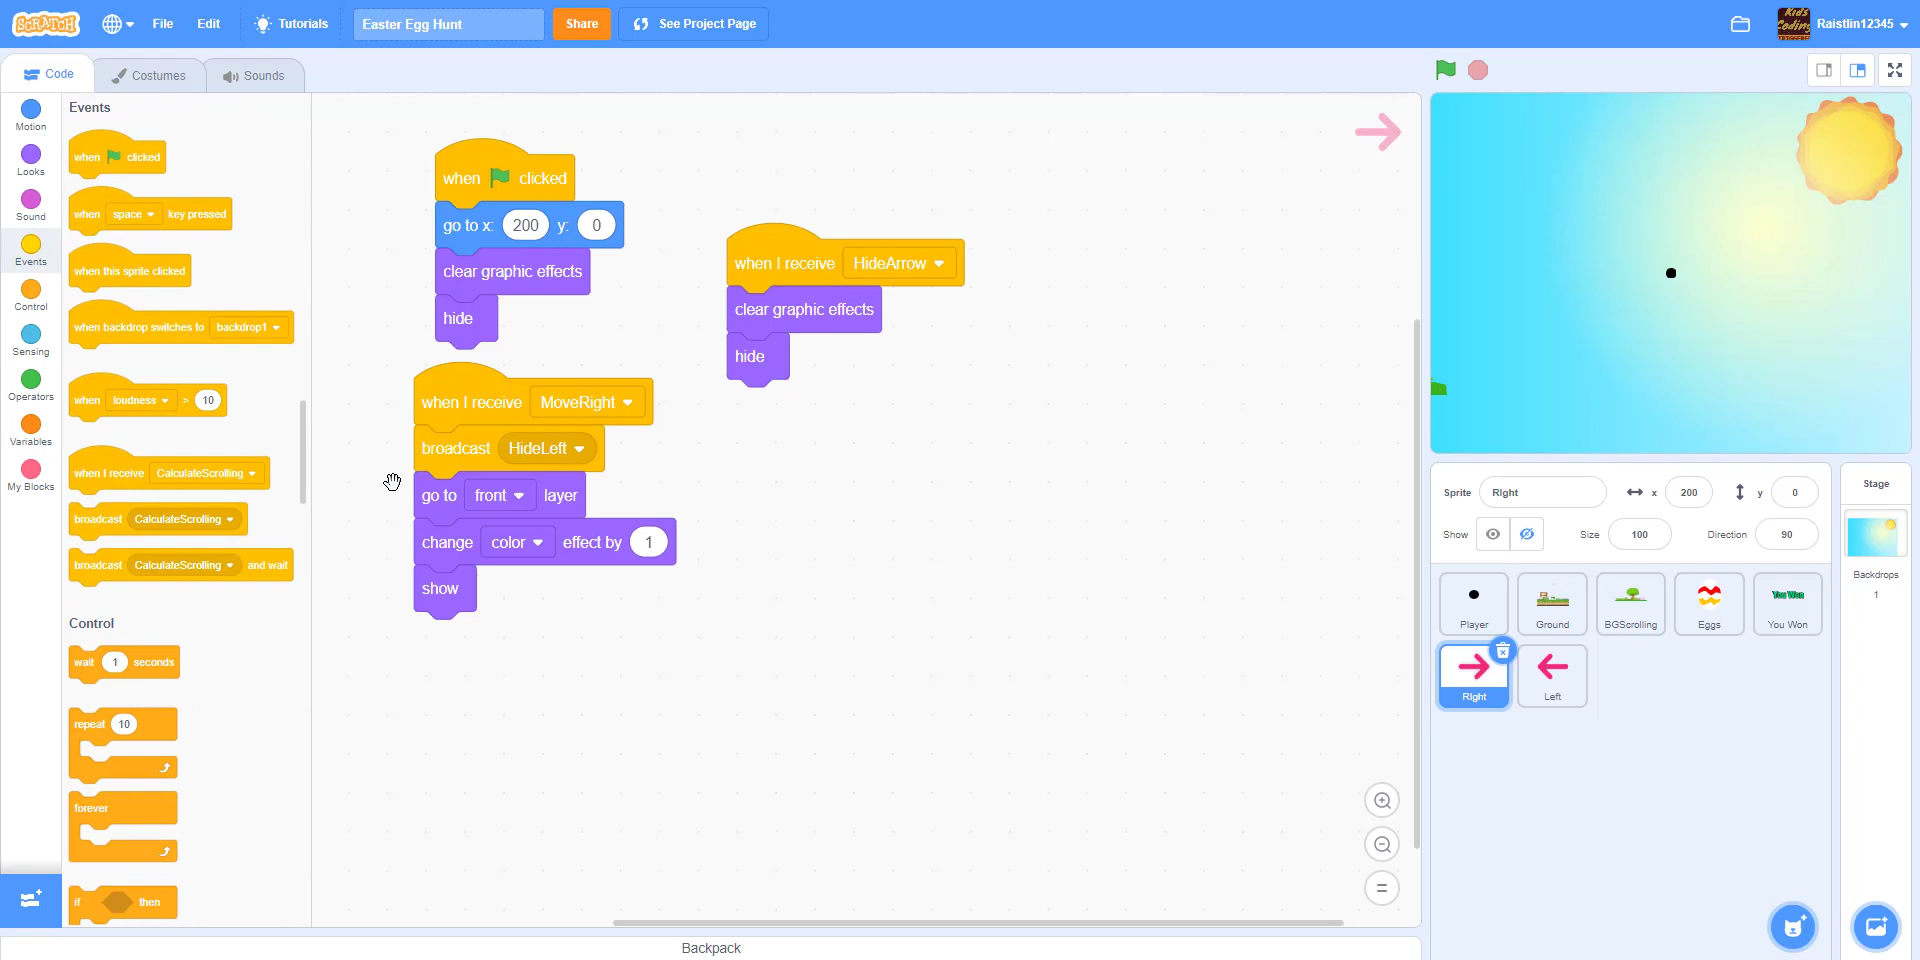 SCRATCH
File
Edit
Tutorials
Easter Egg Hunt
Share
See Project Page
Kids
Coding
Raistlin12345
Code
Costumes
Sounds
Motion
Looks
Sound
Events
Control
Sensing
Operators
Variables
My Blocks
Events
when clicked
when space key pressed
when this sprite clicked
when backdrop switches to backdrop1
when loudness > 10
when I receive CalculateScrolling
broadcast CalculateScrolling
broadcast CalculateScrolling and wait
Control
wait 1 seconds
repeat 10
forever
if then
when clicked
go to x: 200 y: 0
clear graphic effects
hide
when I receive MoveRight
broadcast HideLeft
go to front layer
change color effect by 1
show
when I receive HideArrow
clear graphic effects
hide
Backpack
Sprite Right x 200 y 0
Show Size 100 Direction 90
Player
Ground
BGScrolling
Eggs
You Won
You Won
Right
Left
Stage
Backdrops
1